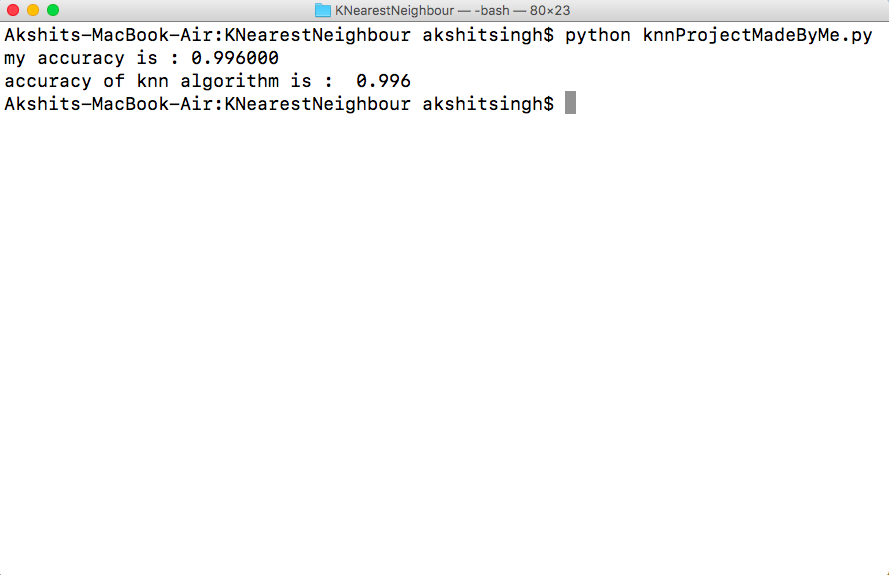 KNearestNeighbour — -bash — 80×23
Akshits-MacBook-Air:KNearestNeighbour akshitsingh$ python knnProjectMadeByMe.py
my accuracy is : 0.996000
accuracy of knn algorithm is :  0.996
Akshits-MacBook-Air:KNearestNeighbour akshitsingh$